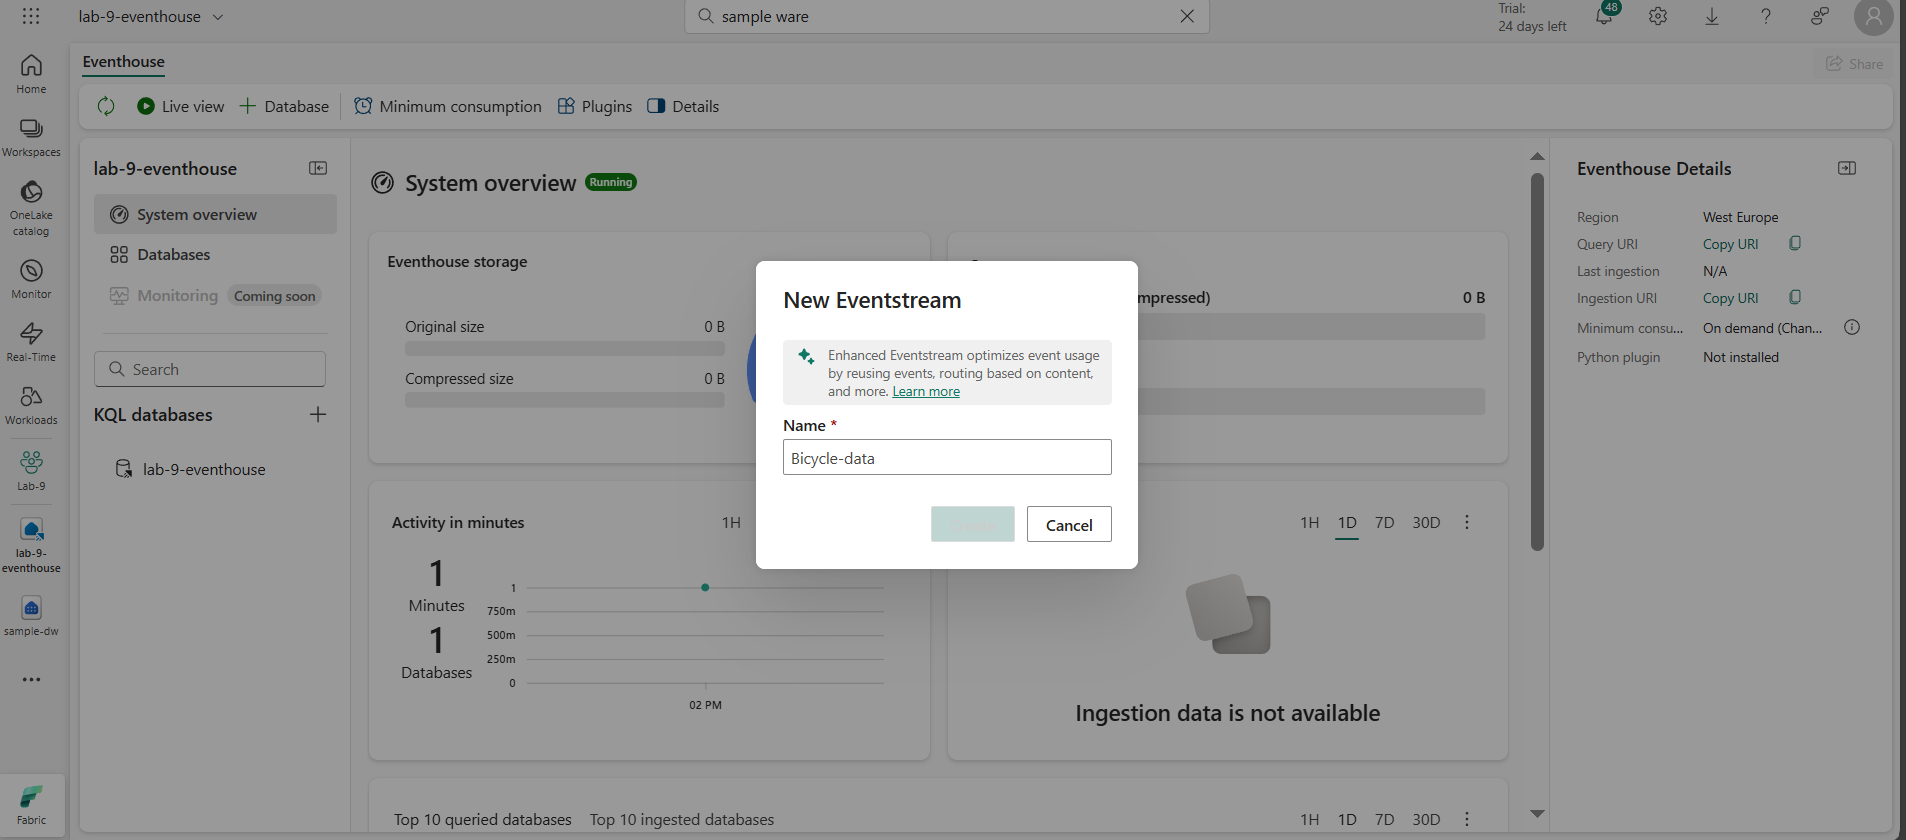 lab-9-eventhouse
sample ware
Trial:
24 days left
48
Home
Workspaces
OneLake
catalog
Monitor
Real-Time
Workloads
Lab-9
lab-9-
eventhouse
sample-dw
Fabric
Eventhouse
Share
Live view
Database
Minimum consumption
Plugins
Details
lab-9-eventhouse
System overview
Databases
Monitoring
Coming soon
Search
KQL databases
lab-9-eventhouse
System overview
Running
Eventhouse storage
Original size
0 B
Compressed size
0 B
mpressed)
0 B
Activity in minutes
1H
1
Minutes
1
Databases
1
750m
500m
250m
0
02 PM
1H
1D
7D
30D
Ingestion data is not available
Top 10 queried databases
Top 10 ingested databases
1H
1D
7D
30D
New Eventstream
Enhanced Eventstream optimizes event usage
by reusing events, routing based on content,
and more. Learn more
Name *
Bicycle-data
Cancel
Eventhouse Details
Region
West Europe
Query URI
Copy URI
Last ingestion
N/A
Ingestion URI
Copy URI
Minimum consu...
On demand (Chan...
Python plugin
Not installed